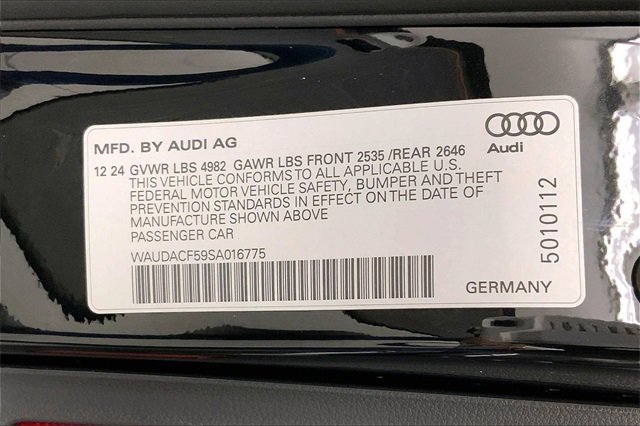 MFD. BY AUDI AG
Audi
12 24 GVWR LBS 4982 GAWR LBS FRONT 2535 /REAR 2646
THIS VEHICLE CONFORMS TO ALL APPLICABLE U.S.
FEDERAL MOTOR VEHICLE SAFETY, BUMPER AND THEFT
PREVENTION STANDARDS IN EFFECT ON THE DATE OF
MANUFACTURE SHOWN ABOVE
PASSENGER CAR
WAUDACF59SA016775
5010112
GERMANY